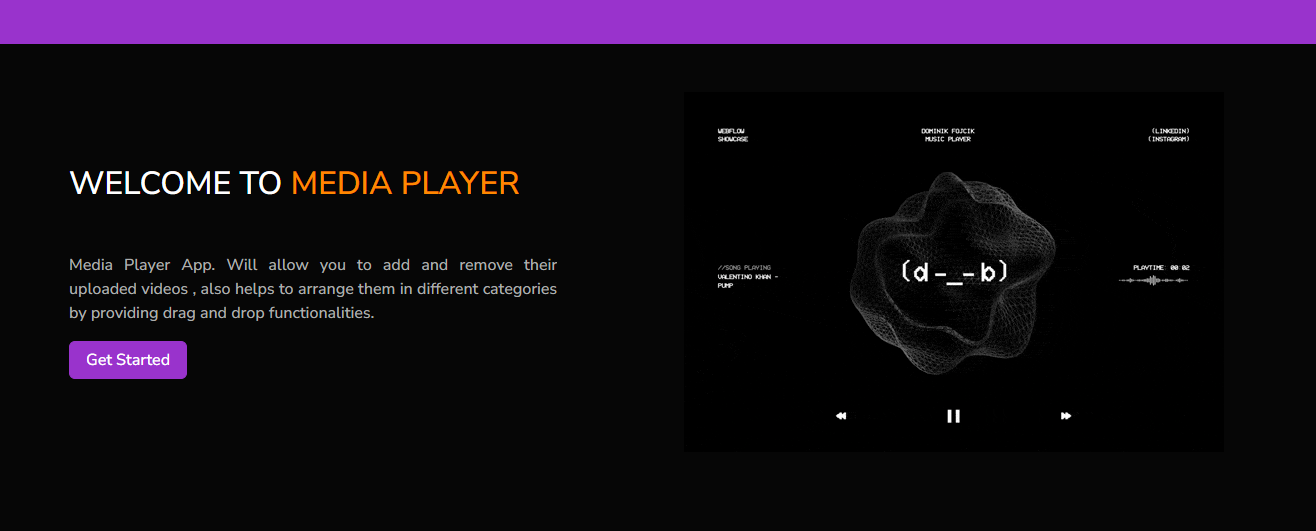 WELCOME TO MEDIA PLAYER
Media Player App. Will allow you to add and remove their
uploaded videos , also helps to arrange them in different categories
by providing drag and drop functionalities.
Get Started
WEBFLOW
SHOWCASE
DOMINIK FOJCIK
MUSIC PLAYER
(LINKEDIN)
(INSTAGRAM)
//SONG PLAYING
VALENTINO KHAN -
PUMP
(d-_-b)
PLAYTIME: 00 02